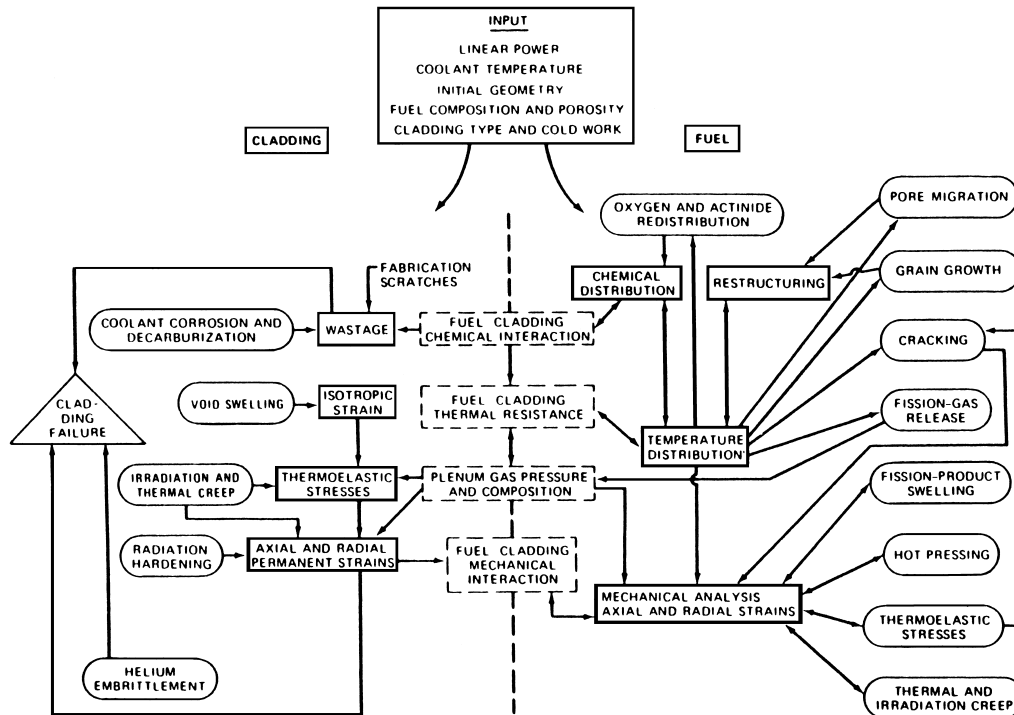 INPUT
LINEAR POWER
COOLANT TEMPERATURE
INITIAL GEOMETRY
FUEL COMPOSITION AND POROSITY
CLADDING TYPE AND COLD WORK
CLADDING
FUEL
OXYGEN AND ACTINIDE
REDISTRIBUTION
PORE MIGRATION
FABRICATION
SCRATCHES
CHEMICAL
DISTRIBUTION
RESTRUCTURING
GRAIN GROWTH
COOLANT CORROSION AND
DECARBURIZATION
WASTAGE
FUEL CLADDING
CHEMICAL INTERACTION
CRACKING
CLAD-
DING
FAILURE
VOID SWELLING
ISOTROPIC
STRAIN
FUEL CLADDING
THERMAL RESISTANCE
TEMPERATURE
DISTRIBUTION
FISSION-GAS
RELEASE
IRRADIATION AND
THERMAL CREEP
THERMOELASTIC
STRESSES
PLENUM GAS PRESSURE
AND COMPOSITION
FISSION-PRODUCT
SWELLING
RADIATION
HARDENING
AXIAL AND RADIAL
PERMANENT STRAINS
FUEL CLADDING
MECHANICAL
INTERACTION
HOT PRESSING
MECHANICAL ANALYSIS
AXIAL AND RADIAL STRAINS
THERMOELASTIC
STRESSES
HELIUM
EMBRITTLEMENT
THERMAL AND
IRRADIATION CREEP